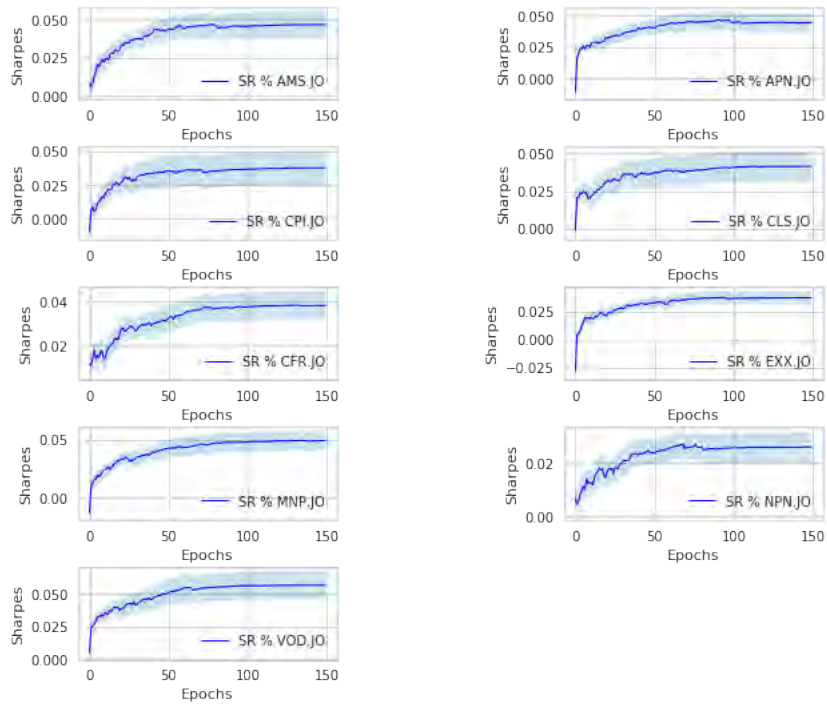 0.050
Sharpes
0.025
0.000
SR % AMS.JO
0
50
100
150
Epochs
0.050
Sharpes
0.025
0.000
SR % APN.JO
0
50
100
150
Epochs
0.050
Sharpes
0.025
0.000
SR % CPI.JO
0
50
100
150
Epochs
0.050
Sharpes
0.025
0.000
SR % CLS.JO
0
50
100
150
Epochs
0.04
Sharpes
0.02
SR % CFR.JO
0
50
100
150
Epochs
0.025
Sharpes
0.000
−0.025
SR % EXX.JO
0
50
100
150
Epochs
0.05
Sharpes
0.00
SR % MNP.JO
0
50
100
150
Epochs
Sharpes
0.02
0.00
SR % NPN.JO
0
50
100
150
Epochs
0.050
Sharpes
0.025
0.000
SR % VOD.JO
0
50
100
150
Epochs